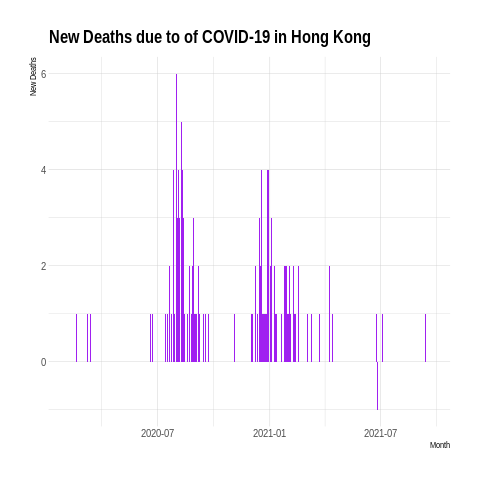 New Deaths due to of COVID-19 in Hong Kong
New Deaths
6
4
2
0
2020-07 2021-01 2021-07
Month